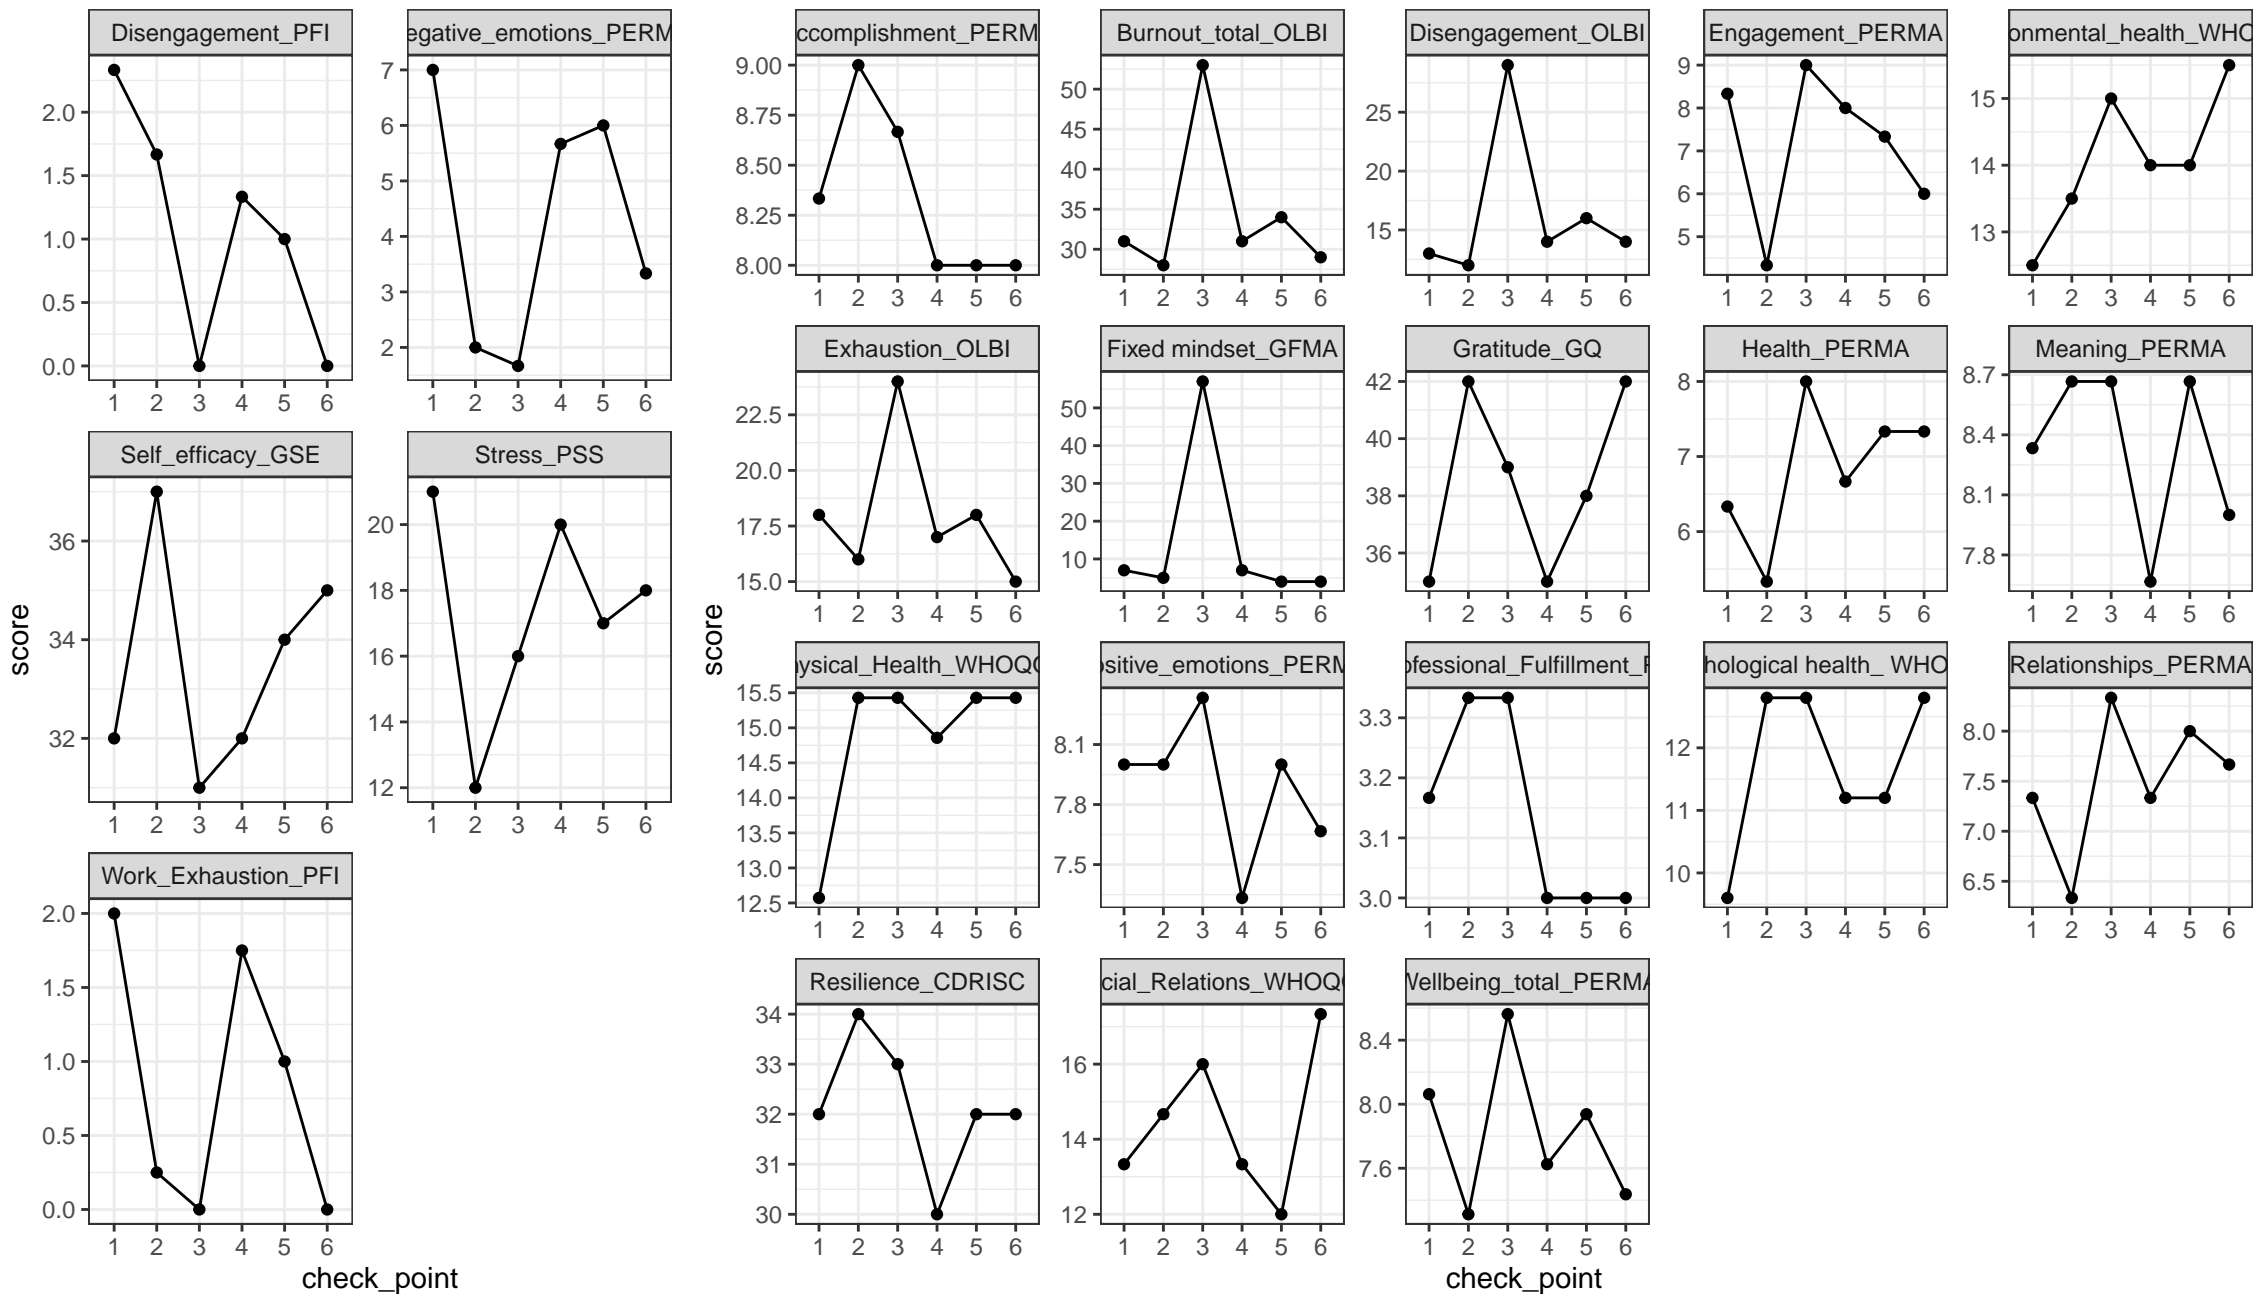 Disengagement_PFI
egative_emotions_PERM
2.0
1.5
1.0
0.5
0.0
7
6
5
4
3
2
1 2 3 4 5 6
1 2 3 4 5 6
Self_efficacy_GSE
Stress_PSS
36
34
32
20
18
16
14
12
1 2 3 4 5 6
1 2 3 4 5 6
Work_Exhaustion_PFI
2.0
1.5
1.0
0.5
0.0
1 2 3 4 5 6
score
check_point
ccomplishment_PERM
Burnout_total_OLBI
Disengagement_OLBI
Engagement_PERMA
onmental_health_WHO
9.00
8.75
8.50
8.25
8.00
50
45
40
35
30
25
20
15
9
8
7
6
5
15
14
13
1 2 3 4 5 6
1 2 3 4 5 6
1 2 3 4 5 6
1 2 3 4 5 6
1 2 3 4 5 6
Exhaustion_OLBI
Fixed mindset_GFMA
Gratitude_GQ
Health_PERMA
Meaning_PERMA
22.5
20.0
17.5
15.0
50
40
30
20
10
42
40
38
36
8
7
6
8.7
8.4
8.1
7.8
1 2 3 4 5 6
1 2 3 4 5 6
1 2 3 4 5 6
1 2 3 4 5 6
1 2 3 4 5 6
ysical_Health_WHOQO
ositive_emotions_PERM
ofessional_Fulfillment_P
hological health_ WHO
Relationships_PERMA
15.5
15.0
14.5
14.0
13.5
13.0
12.5
8.1
7.8
7.5
3.3
3.2
3.1
3.0
12
11
10
8.0
7.5
7.0
6.5
1 2 3 4 5 6
1 2 3 4 5 6
1 2 3 4 5 6
1 2 3 4 5 6
1 2 3 4 5 6
Resilience_CDRISC
cial_Relations_WHOQO
Wellbeing_total_PERMA
34
33
32
31
30
16
14
12
8.4
8.0
7.6
1 2 3 4 5 6
1 2 3 4 5 6
1 2 3 4 5 6
score
check_point